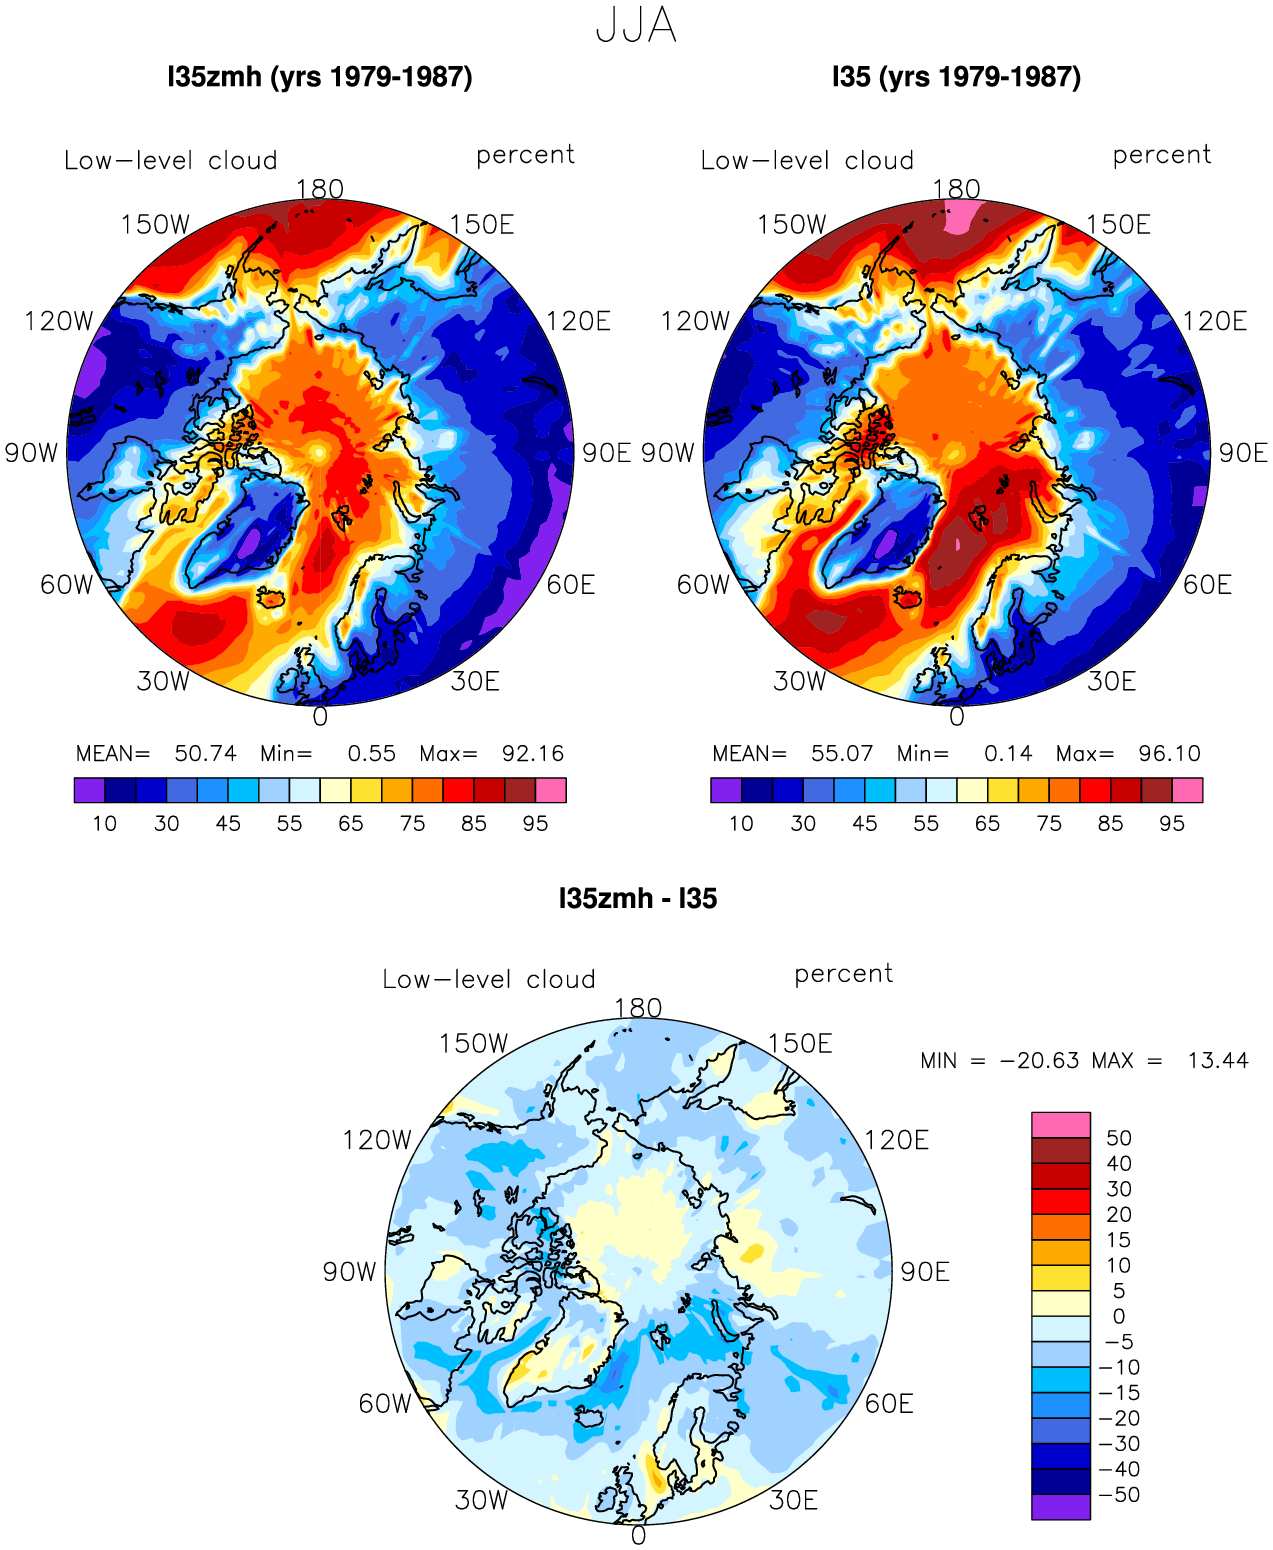 JJA
I35zmh (yrs 1979-1987)
I35 (yrs 1979-1987)
Low-level cloud percent
180
150W 150E
120W 120E
90W 90E
60W 60E
30W 30E
0
MEAN= 50.74 Min= 0.55 Max= 92.16
10 30 45 55 65 75 85 95
Low-level cloud percent
180
150W 150E
120W 120E
90W 90E
60W 60E
30W 30E
0
MEAN= 55.07 Min= 0.14 Max= 96.10
10 30 45 55 65 75 85 95
I35zmh - I35
Low-level cloud percent
180
150W 150E
120W 120E
90W 90E
60W 60E
30W 30E
0
MIN = -20.63 MAX = 13.44
50
40
30
20
15
10
5
0
-5
-10
-15
-20
-30
-40
-50